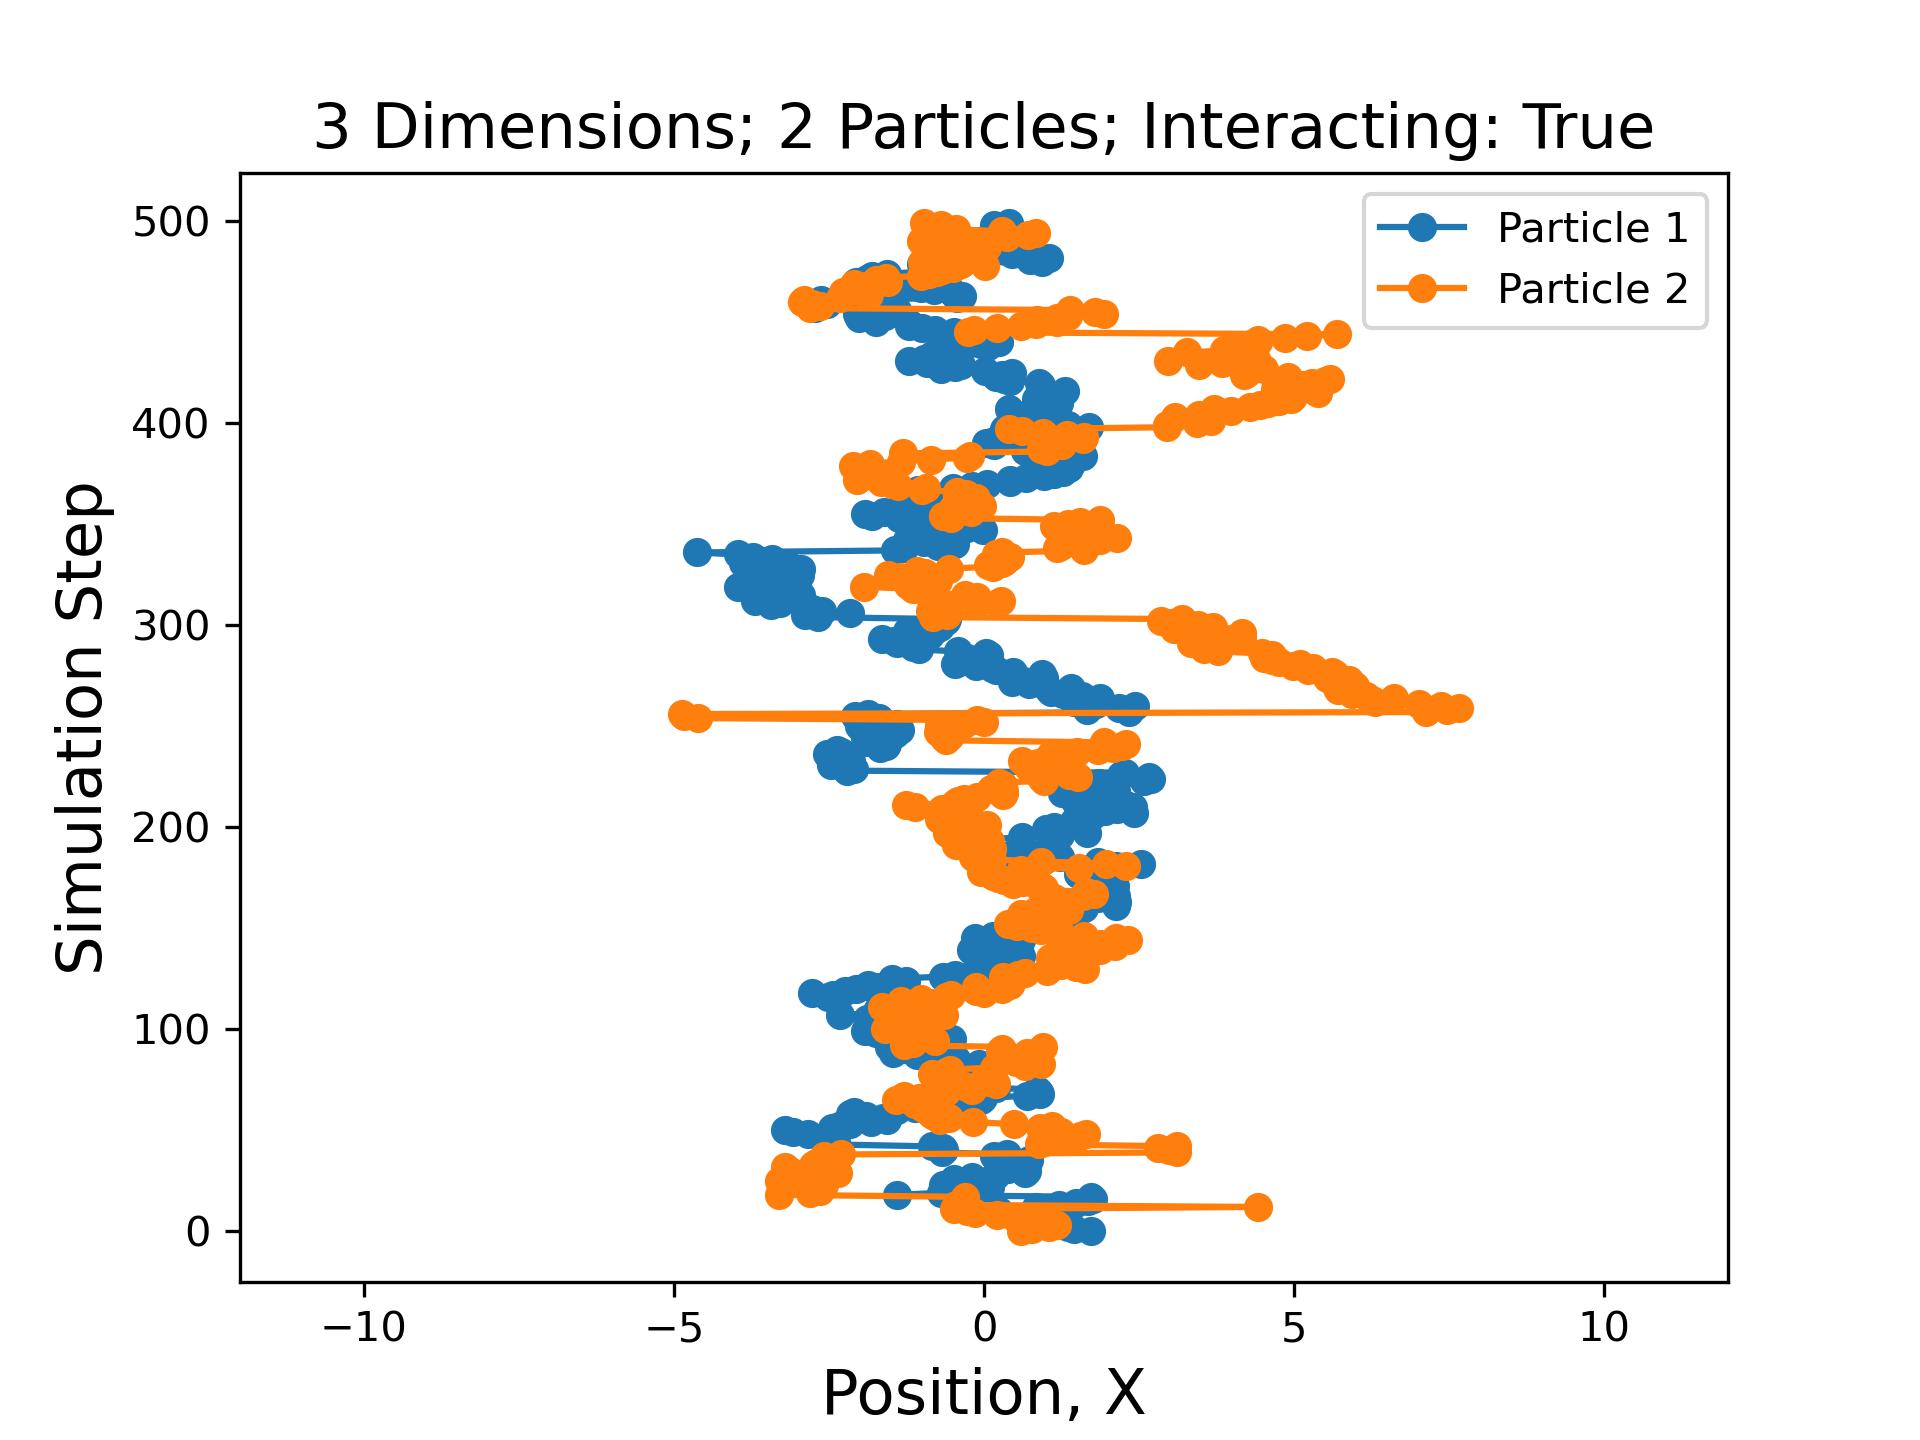 3 Dimensions; 2 Particles; Interacting: True
Particle 1
Particle 2
500
400
300
200
100
0
Simulation Step
−10
−5
0
5
10
Position, X